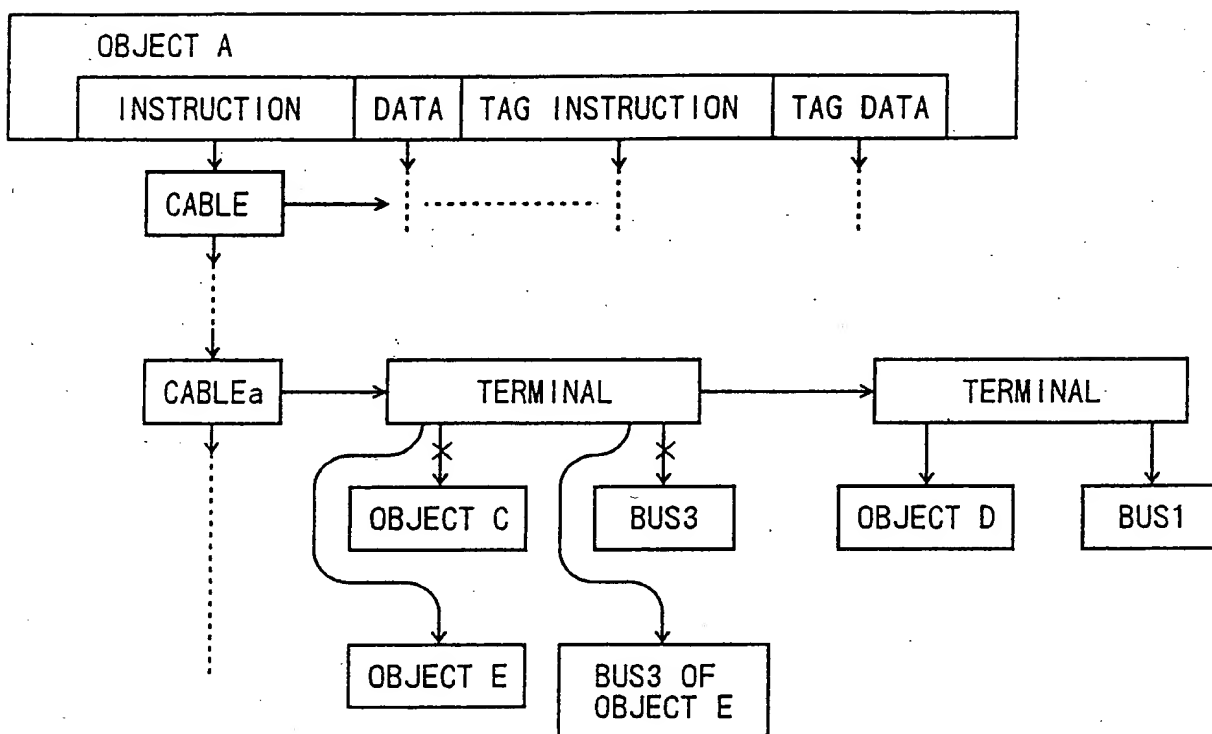 OBJECT A
INSTRUCTION DATA TAG INSTRUCTION TAG DATA
CABLE
CABLEa TERMINAL TERMINAL
OBJECT C BUS3 OBJECT D BUS1
OBJECT E BUS3 OF
OBJECT E